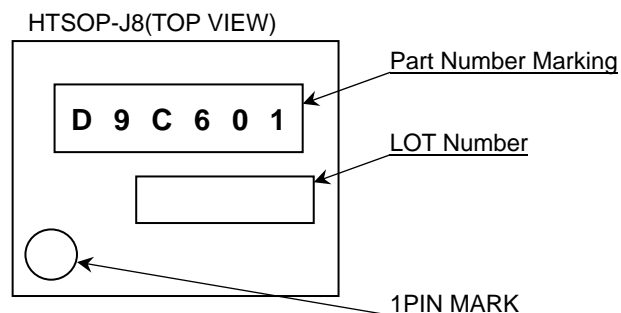 HTSOP-J8(TOP VIEW)
Part Number Marking
D 9 C 6 0 1
LOT Number
1PIN MARK